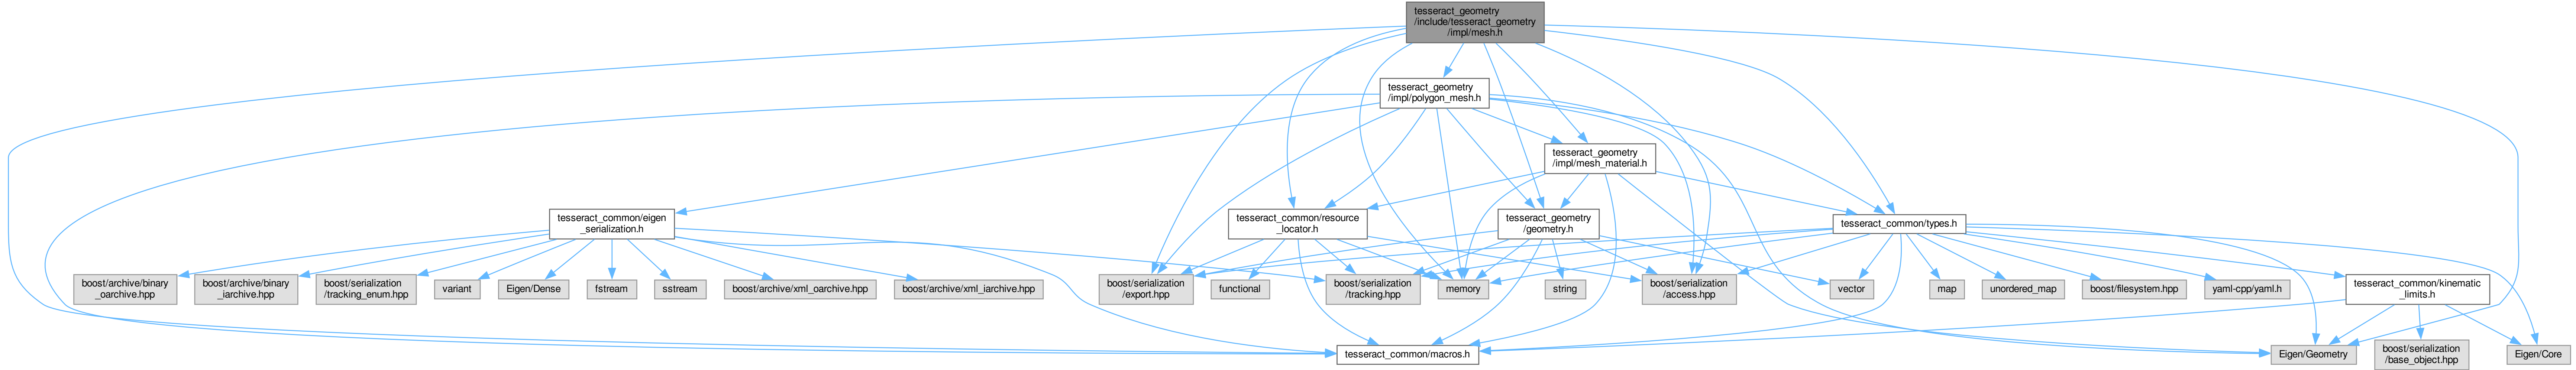 tesseract_geometry
/include/tesseract_geometry
/impl/mesh.h
tesseract_geometry
/impl/polygon_mesh.h
tesseract_geometry
/impl/mesh_material.h
tesseract_common/eigen
_serialization.h
tesseract_common/resource
_locator.h
tesseract_geometry
/geometry.h
tesseract_common/types.h
boost/archive/binary
_oarchive.hpp
boost/archive/binary
_iarchive.hpp
boost/serialization
/tracking_enum.hpp
variant
Eigen/Dense
fstream
sstream
boost/archive/xml_oarchive.hpp
boost/archive/xml_iarchive.hpp
boost/serialization
/export.hpp
functional
boost/serialization
/tracking.hpp
memory
string
boost/serialization
/access.hpp
vector
map
unordered_map
boost/filesystem.hpp
yaml-cpp/yaml.h
tesseract_common/kinematic
_limits.h
tesseract_common/macros.h
Eigen/Geometry
boost/serialization
/base_object.hpp
Eigen/Core